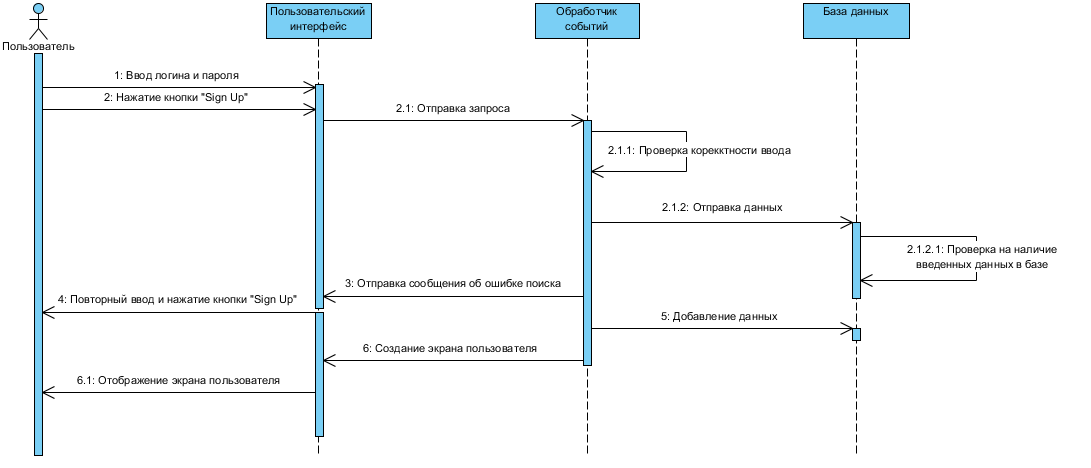 Пользователь
Пользовательский
интерфейс
Обработчик
событий
База данных
1: Ввод логина и пароля
2: Нажатие кнопки "Sign Up"
2.1: Отправка запроса
2.1.1: Проверка корекктности ввода
2.1.2: Отправка данных
2.1.2.1: Проверка на наличие
введенных данных в базе
3: Отправка сообщения об ошибке поиска
4: Повторный ввод и нажатие кнопки "Sign Up"
5: Добавление данных
6: Создание экрана пользователя
6.1: Отображение экрана пользователя